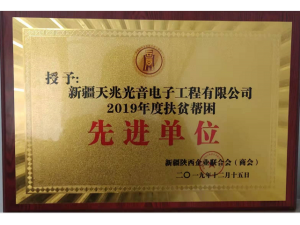 授予:
新疆天兆光音电子工程有限公司
2019年度扶贫帮困
先进单位
新疆陕西企业联合会(商会)
二〇一九年十二月十五日